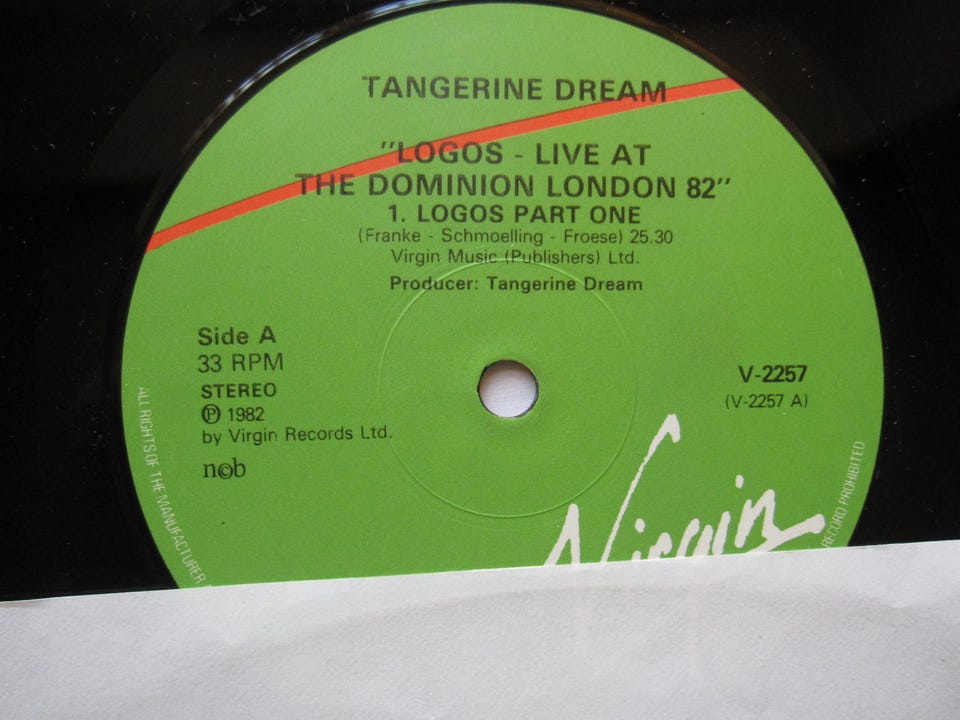 TANGERINE DREAM
"LOGOS - LIVE AT
THE DOMINION LONDON 82"
1. LOGOS PART ONE
(Franke - Schmoelling - Froese) 25.30
Virgin Music (Publishers) Ltd.
Producer: Tangerine Dream
Side A
33 RPM
STEREO
Ⓟ 1982
by Virgin Records Ltd.
n©b
V-2257
(V-2257 A)
Virgin
ALL RIGHTS OF THE MANUFACTURER
RECORD PROHIBITED